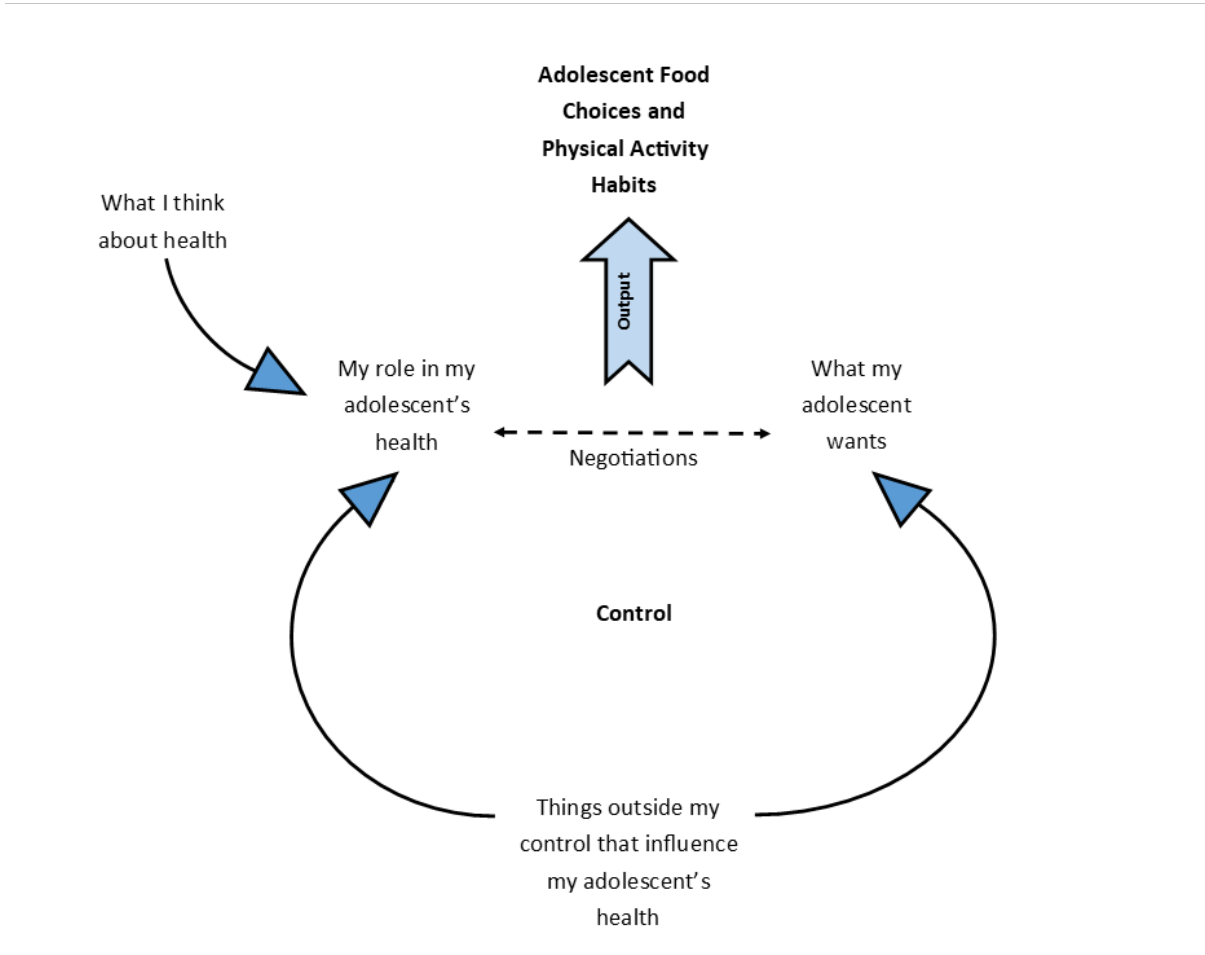 Adolescent Food
Choices and
Physical Activity
Habits
What I think
about health
Output
My role in my
adolescent’s
health
What my
adolescent
wants
Negotiations
Control
Things outside my
control that influence
my adolescent’s
health